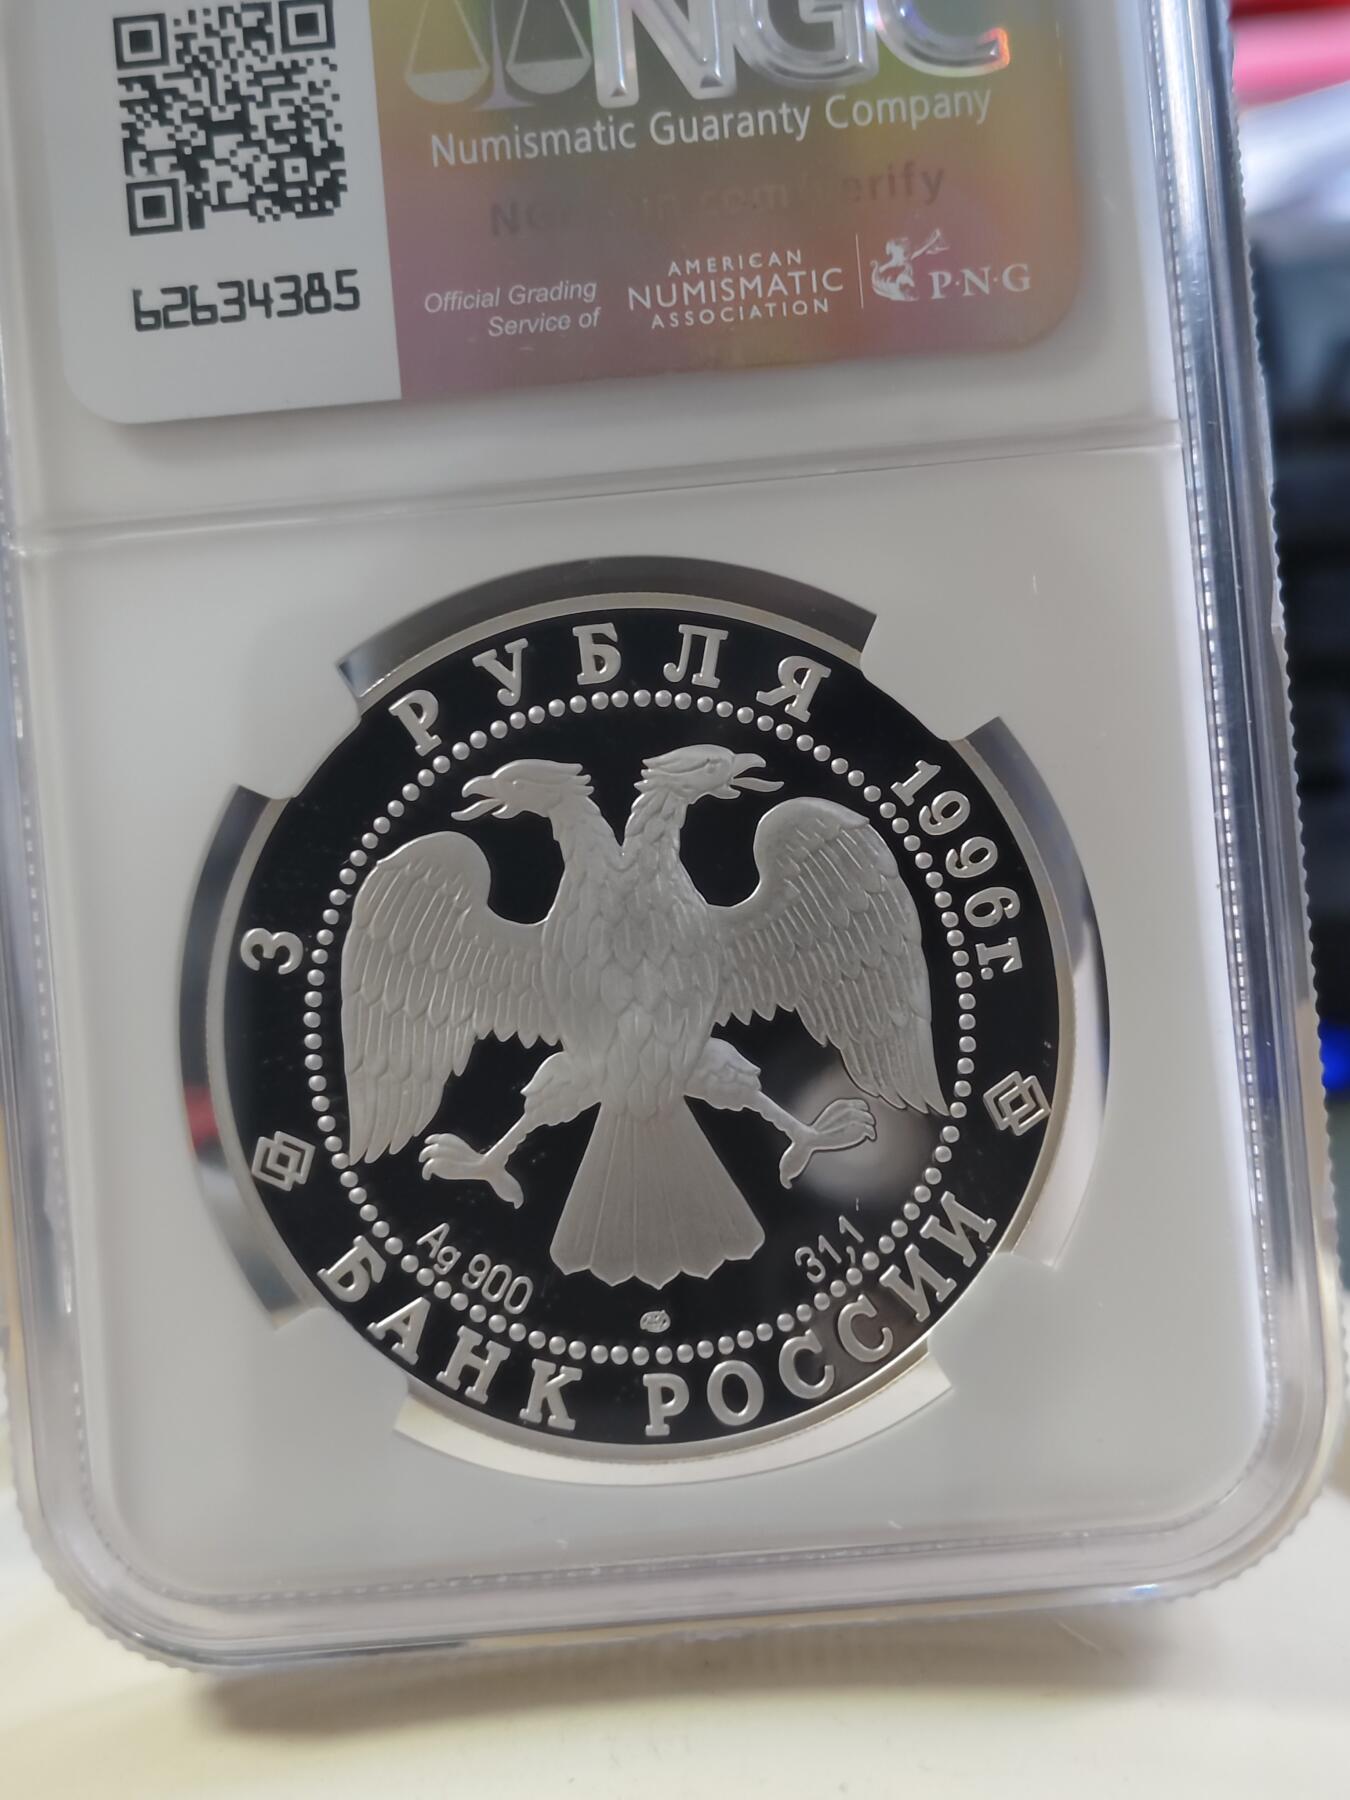 NGC
Numismatic Guaranty Company
62634385
Official Grading
Service of
AMERICAN
NUMISMATIC
ASSOCIATION
P·N·G
3 РУБЛЯ 1996г.
Ag 900
31,1
БАНК РОССИИ